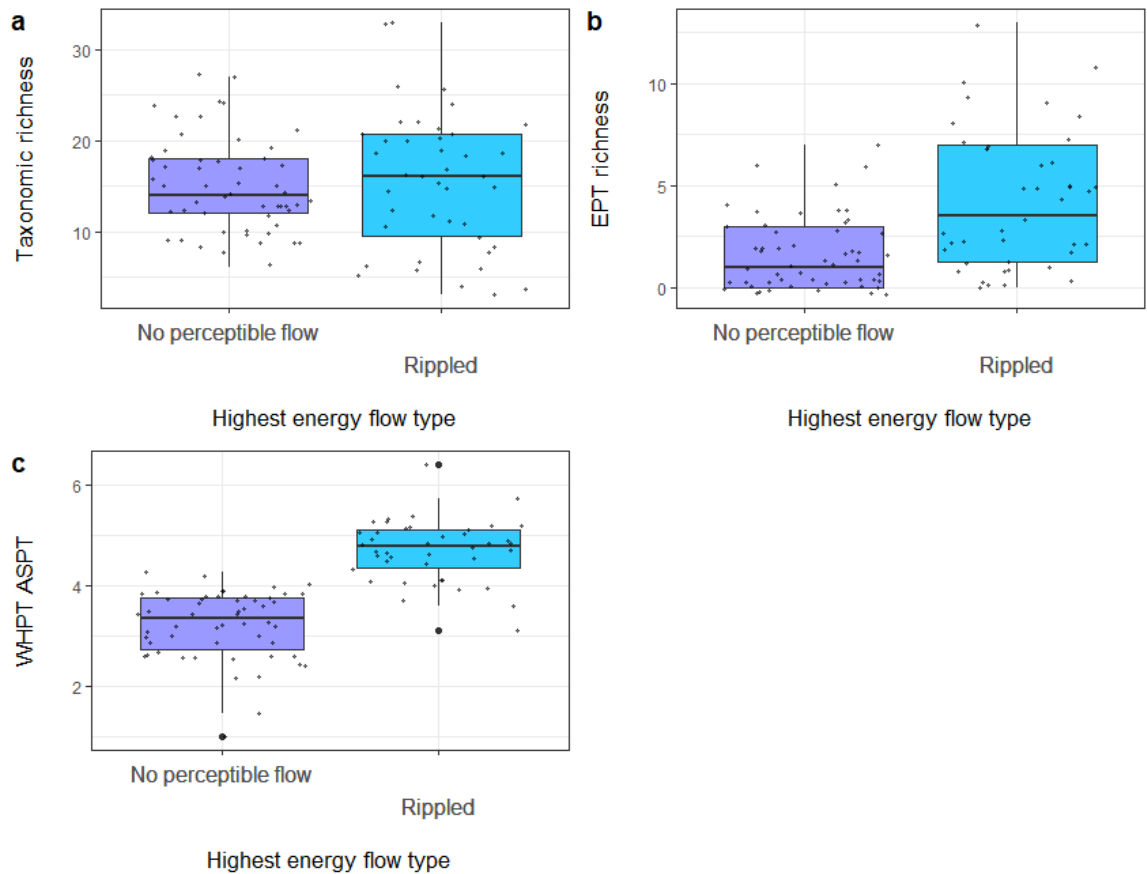 a
Taxonomic richness
30
20
10
No perceptible flow
Rippled
Highest energy flow type
b
EPT richness
10
5
0
No perceptible flow
Rippled
Highest energy flow type
c
WHPT ASPT
6
4
2
No perceptible flow
Rippled
Highest energy flow type